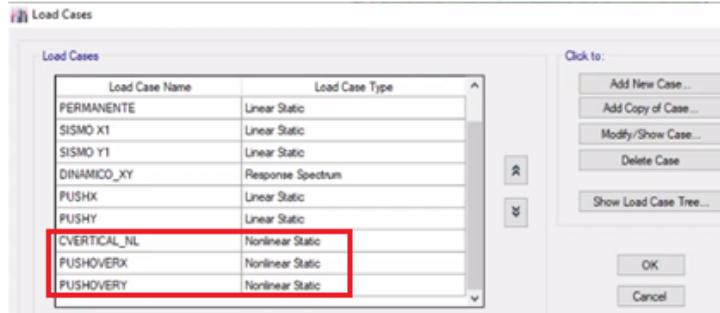 Load Cases
Load Cases
Click to:
Load Case Name Load Case Type
PERMANENTE Linear Static
SISMO X1 Linear Static
SISMO Y1 Linear Static
DINAMICO_XY Response Spectrum
PUSHX Linear Static
PUSHY Linear Static
CVERTICAL_NL Nonlinear Static
PUSHOVERX Nonlinear Static
PUSHOVERY Nonlinear Static
Add New Case...
Add Copy of Case...
Modify/Show Case...
Delete Case
Show Load Case Tree...
OK
Cancel